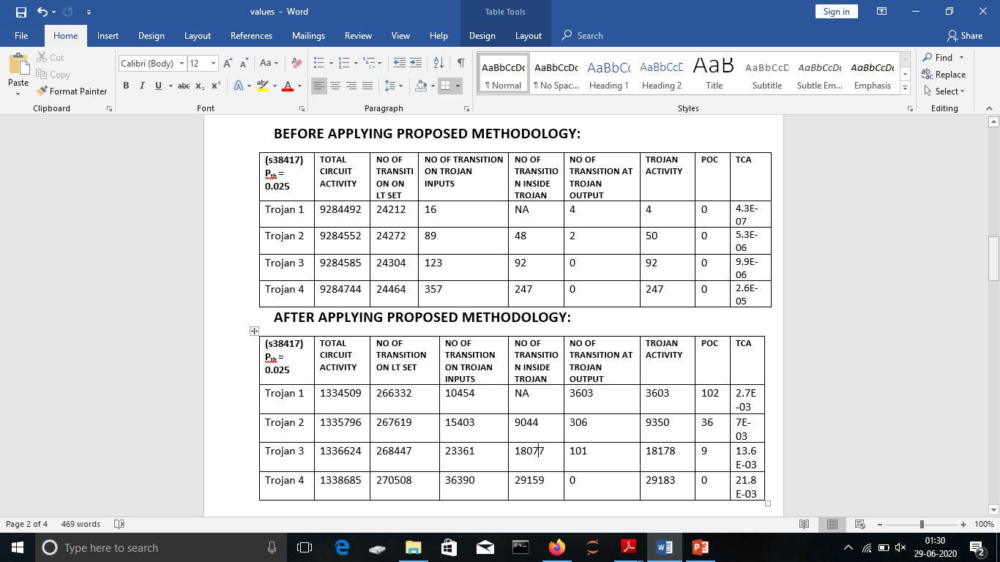 values - Word
Table Tools
Sign in
File Home Insert Design Layout References Mailings Review View Help Design Layout Search Share
Paste
Cut
Copy
Format Painter
Clipboard
Calibri (Body) 12
Font
Paragraph
AaBbCcDc AaBbCcDc AaBbCc AaBbCcC AaB AaBbCcD AaBbCcDt AaBbCcDt
¶ Normal ¶ No Spac... Heading 1 Heading 2 Title Subtitle Subtle Em... Emphasis
Styles
Find
Replace
Select
Editing
BEFORE APPLYING PROPOSED METHODOLOGY:
(s38417) TOTAL NO OF NO OF TRANSITION NO OF NO OF TROJAN POC TCA
Pth = CIRCUIT TRANSITI ON TROJAN TRANSITIO TRANSITION AT ACTIVITY
0.025 ACTIVITY ON ON INPUTS N INSIDE TROJAN
LT SET TROJAN OUTPUT
Trojan 1 9284492 24212 16 NA 4 4 0 4.3E-
07
Trojan 2 9284552 24272 89 48 2 50 0 5.3E-
06
Trojan 3 9284585 24304 123 92 0 92 0 9.9E-
06
Trojan 4 9284744 24464 357 247 0 247 0 2.6E-
05
AFTER APPLYING PROPOSED METHODOLOGY:
(s38417) TOTAL NO OF NO OF NO OF NO OF TROJAN POC TCA
Pth = CIRCUIT TRANSITION TRANSITION TRANSITIO TRANSITION AT ACTIVITY
0.025 ACTIVITY ON LT SET ON TROJAN N INSIDE TROJAN
INPUTS TROJAN OUTPUT
Trojan 1 1334509 266332 10454 NA 3603 3603 102 2.7E
-03
Trojan 2 1335796 267619 15403 9044 306 9350 36 7E-
03
Trojan 3 1336624 268447 23361 18077 101 18178 9 13.6
E-03
Trojan 4 1338685 270508 36390 29159 0 29183 0 21.8
E-03
Page 2 of 4 469 words 100%
Type here to search
01:30
29-06-2020
2